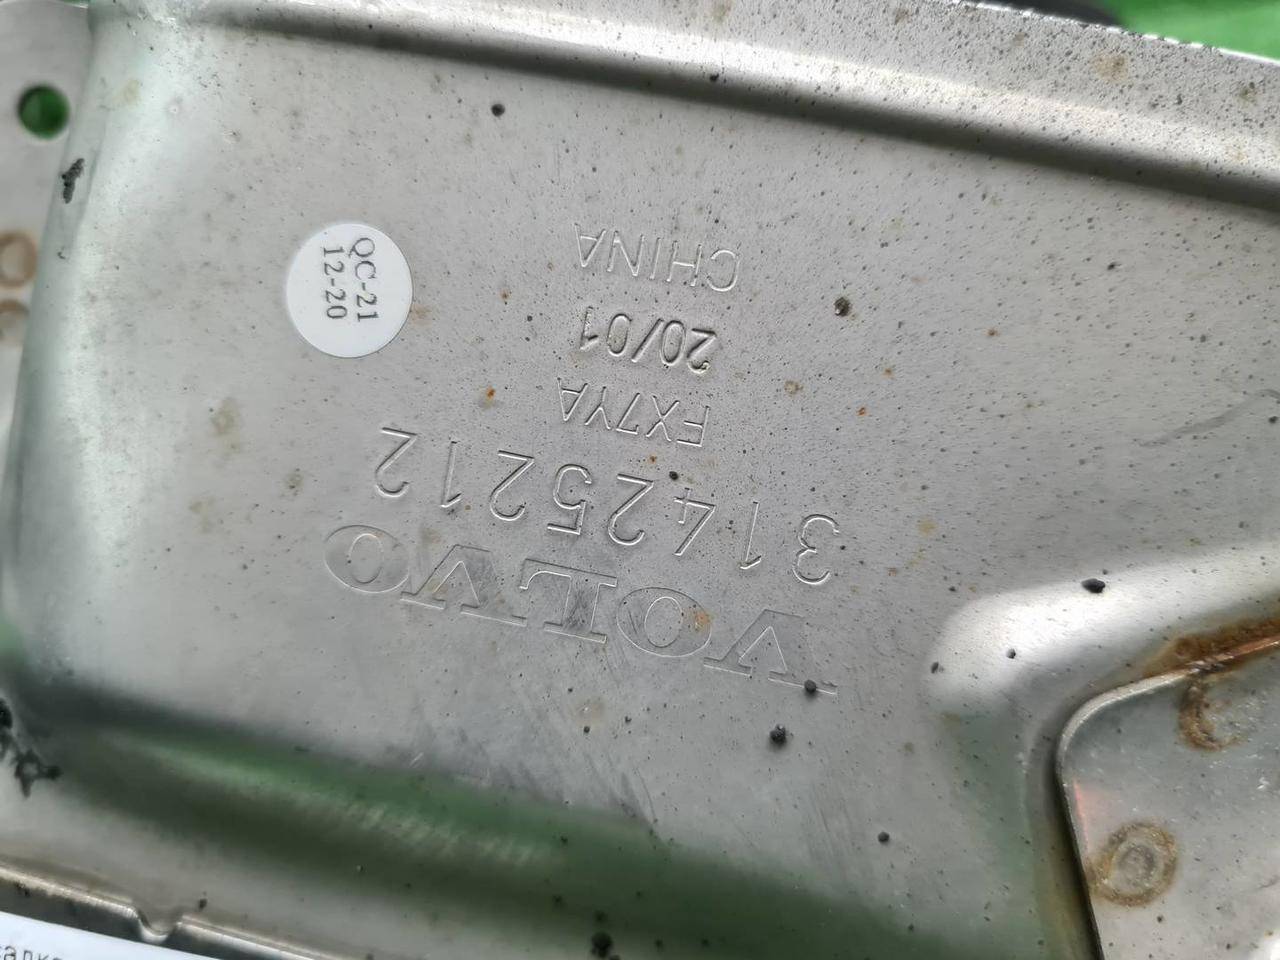 VOLVO
31425212
FX7YA
20/01
CHINA
QC-21
12-20